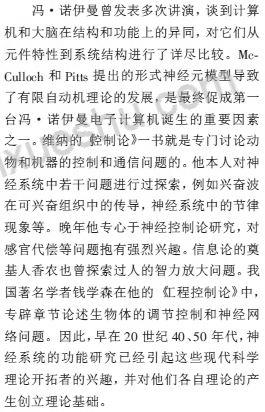 冯·诺伊曼曾发表多次讲演，谈到计算
机和大脑在结构和功能上的异同，对它们从
元件特性到系统结构进行了详尽比较。Mc-
Culloch 和 Pitts 提出的形式神经元模型导致
了有限自动机理论的发展，是最终促成第一
台冯·诺伊曼电子计算机诞生的重要因素
之一。维纳的《控制论》一书就是专门讨论动
物和机器的控制和通信问题的。他本人对神
经系统中若干问题进行过探索，例如兴奋波
在可兴奋组织中的传导，神经系统中的节律
现象等。晚年他专心于神经控制论研究，对
感官代偿等问题抱有强烈兴趣。信息论的奠
基人香农也曾探索过人的智力放大问题。我
国著名学者钱学森在他的《工程控制论》中，
专辟章节论述生物体的调节控制和神经网
络问题。因此，早在 20 世纪 40、50 年代，神
经系统的功能研究已经引起这些现代科学
理论开拓者的兴趣，并对他们各自理论的产
生创立理论基础。